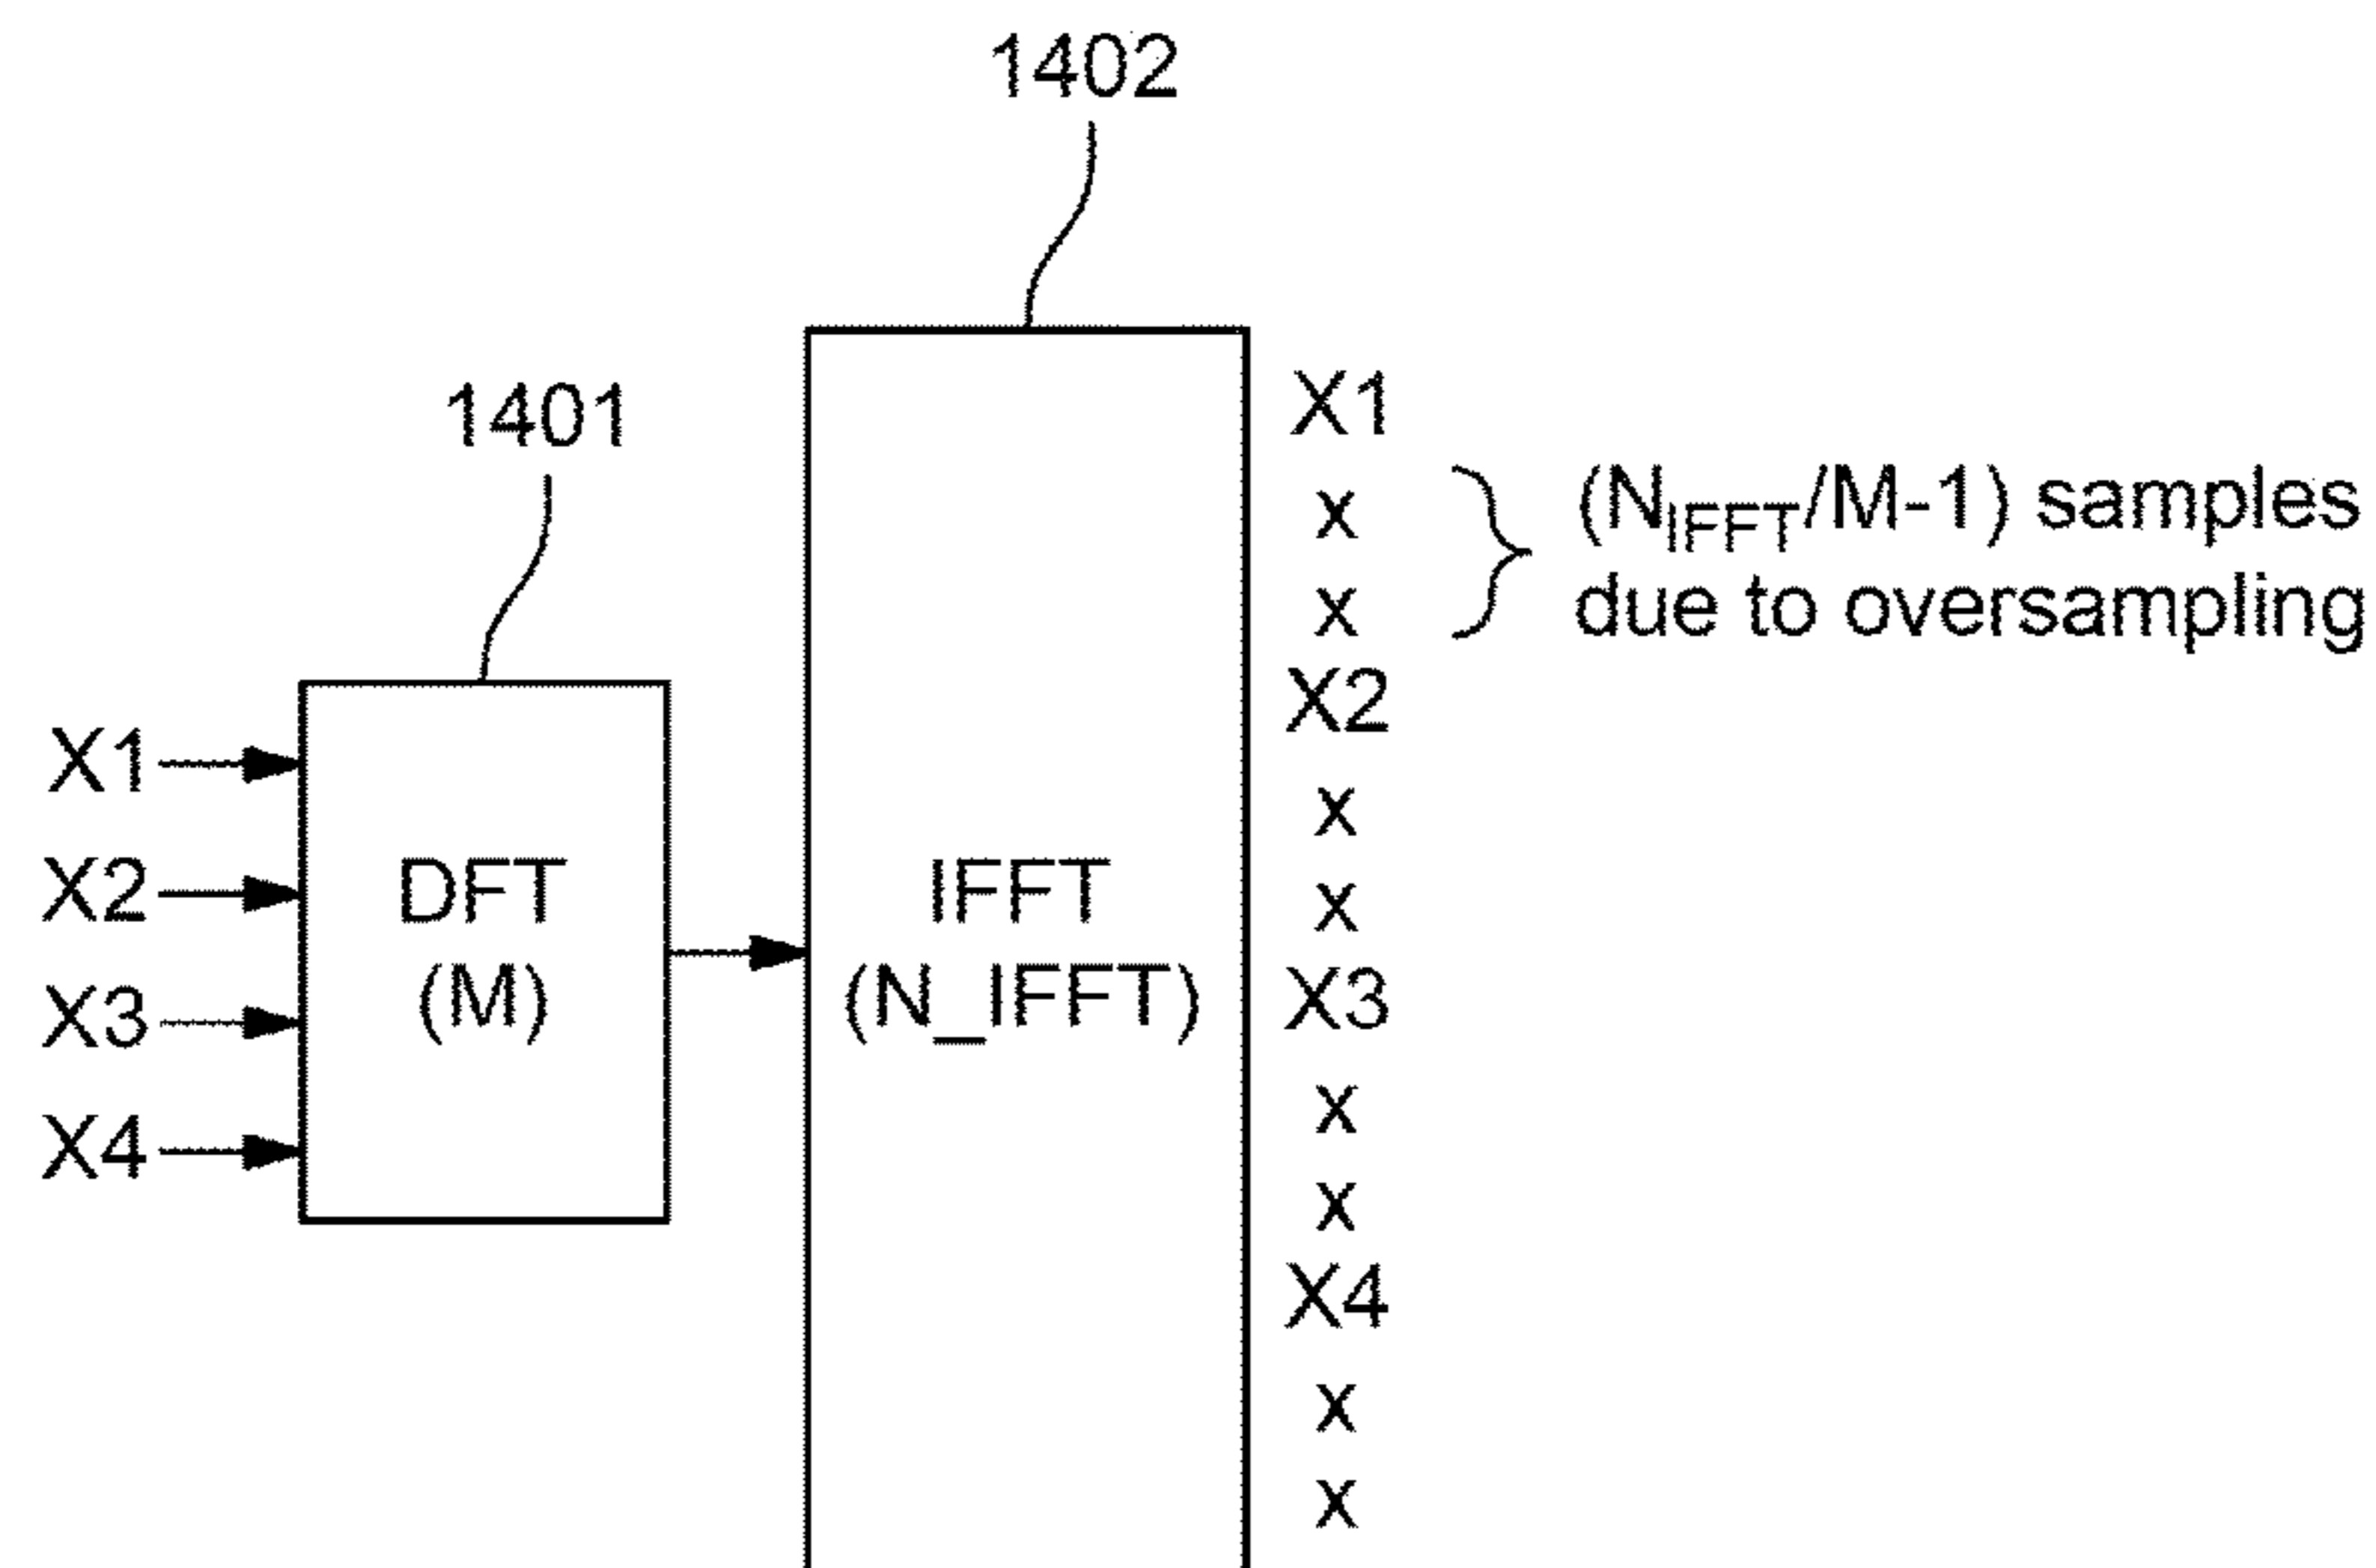 1402
1401
X1
X2
X3
X4
DFT
(M)
IFFT
(N_IFFT)
X1
x
x
X2
x
x
X3
x
x
X4
x
x
(N_IFFT/M-1) samples
due to oversampling